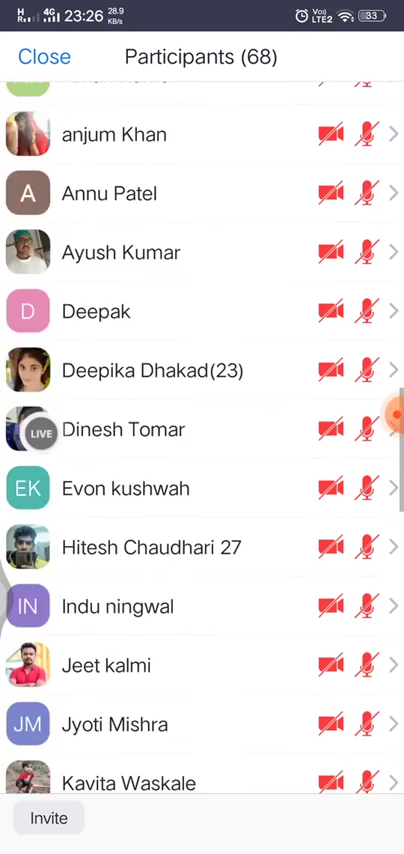 H R 4G 23:26 28.9 KB/s Vo) LTE2 33
Close Participants (68)
anjum Khan
A Annu Patel
Ayush Kumar
D Deepak
Deepika Dhakad(23)
LIVE Dinesh Tomar
EK Evon kushwah
Hitesh Chaudhari 27
IN Indu ningwal
Jeet kalmi
JM Jyoti Mishra
Kavita Waskale
Invite